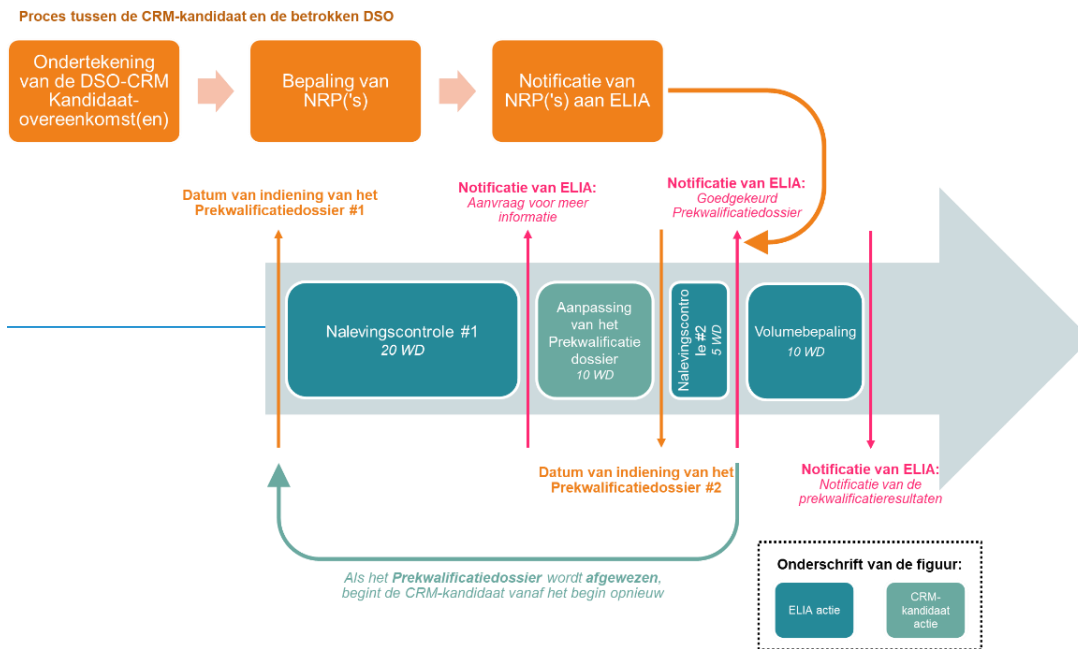 Proces tussen de CRM-kandidaat en de betrokken DSO
Ondertekening
van de DSO-CRM
Kandidaat-
overeenkomst(en)
Bepaling van
NRP('s)
Notificatie van
NRP('s) aan ELIA
Datum van indiening van het
Prekwalificatiedossier #1
Notificatie van ELIA:
Aanvraag voor meer
informatie
Notificatie van ELIA:
Goedgekeurd
Prekwalificatiedossier
Nalevingscontrole #1
20 WD
Aanpassing
van het
Prekwalificatie
dossier
10 WD
Nalevingscontro
le #2
5 WD
Volumebepaling
10 WD
Datum van indiening van het
Prekwalificatiedossier #2
Notificatie van ELIA:
Notificatie van de
prekwalificatieresultaten
Als het Prekwalificatiedossier wordt afgewezen,
begint de CRM-kandidaat vanaf het begin opnieuw
Onderschrift van de figuur:
ELIA actie
CRM-
kandidaat
actie